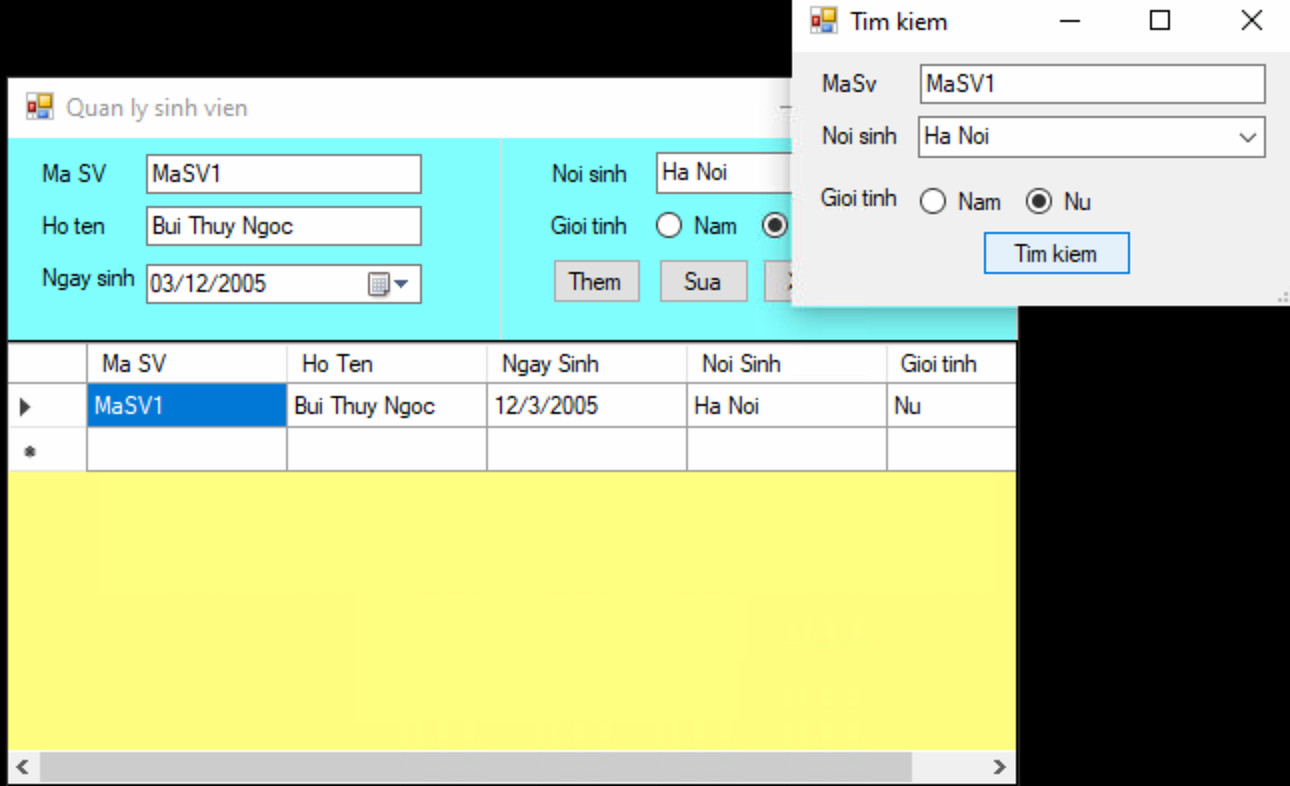 Tim kiem
MaSv MaSV1
Noi sinh Ha Noi
Gioi tinh Nam Nu
Tim kiem
Quan ly sinh vien
Ma SV MaSV1
Ho ten Bui Thuy Ngoc
Ngay sinh 03/12/2005
Noi sinh Ha Noi
Gioi tinh Nam
Them Sua
Ma SV Ho Ten Ngay Sinh Noi Sinh Gioi tinh
MaSV1 Bui Thuy Ngoc 12/3/2005 Ha Noi Nu